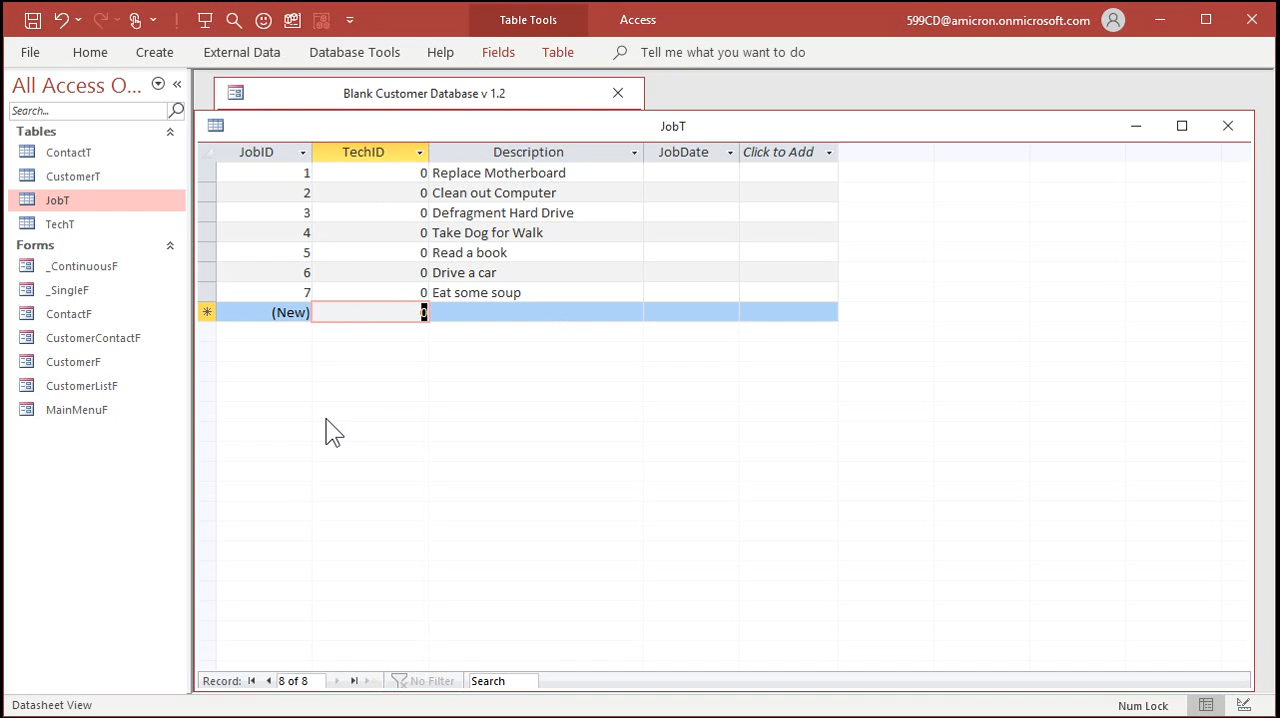 Table Tools
Access
599CD@amicron.onmicrosoft.com
File Home Create External Data Database Tools Help Fields Table Tell me what you want to do
All Access O...
Search...
Tables
ContactT
CustomerT
JobT
TechT
Forms
_ContinuousF
_SingleF
ContactF
CustomerContactF
CustomerF
CustomerListF
MainMenuF
Blank Customer Database v 1.2
JobT
JobID TechID Description JobDate Click to Add
1 0 Replace Motherboard
2 0 Clean out Computer
3 0 Defragment Hard Drive
4 0 Take Dog for Walk
5 0 Read a book
6 0 Drive a car
7 0 Eat some soup
(New) 0
Record: 8 of 8 No Filter Search
Datasheet View
Num Lock